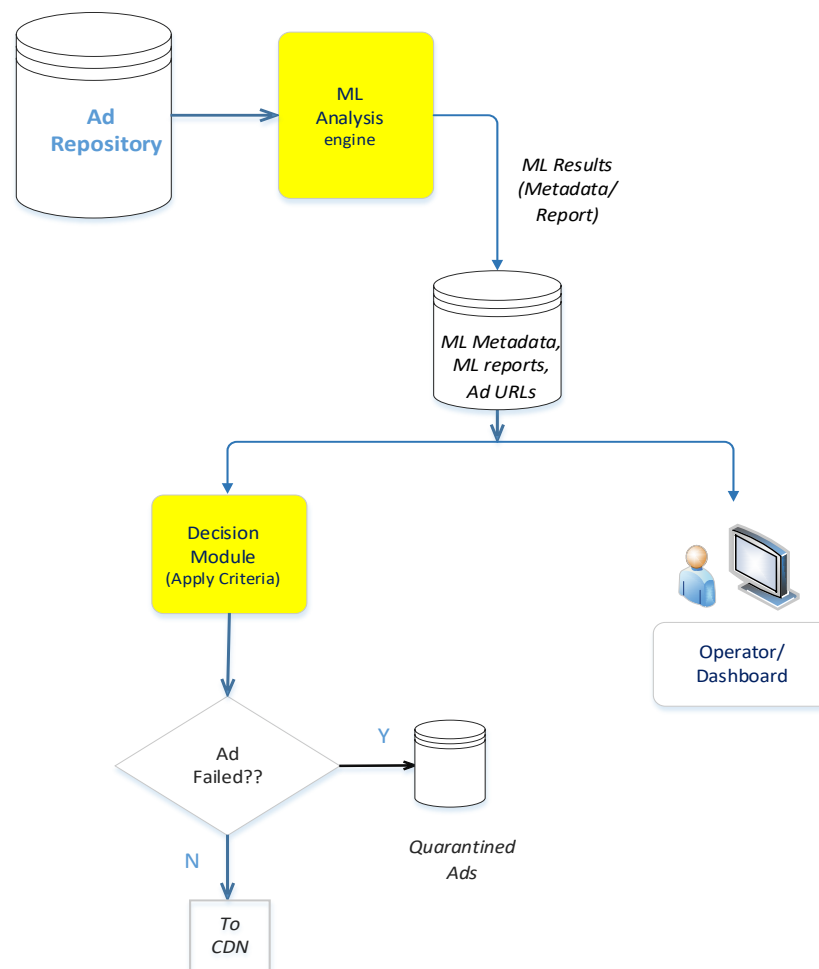 Ad
Repository
ML
Analysis
engine
ML Results
(Metadata/
Report)
ML Metadata,
ML reports,
Ad URLs
Decision
Module
(Apply Criteria)
Operator/
Dashboard
Ad
Failed??
Y
Quarantined
Ads
N
To
CDN